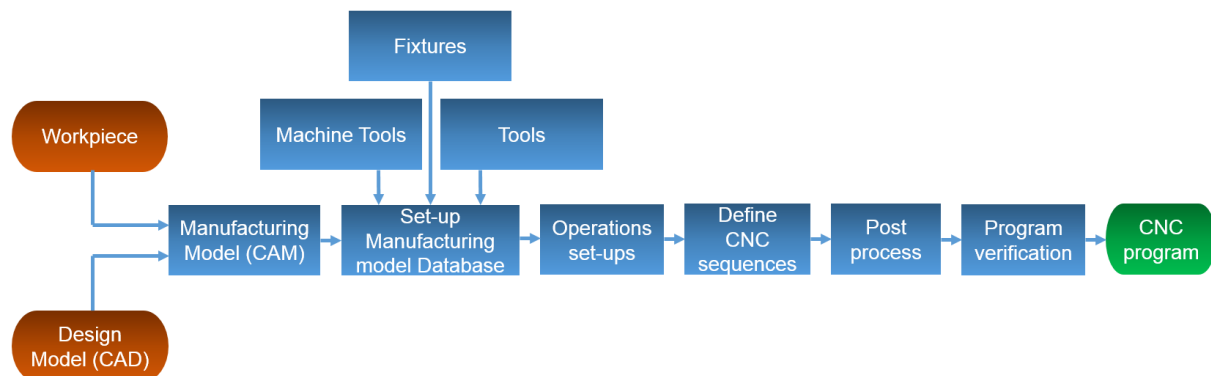 Fixtures
Workpiece
Machine Tools
Tools
Manufacturing
Model (CAM)
Set-up
Manufacturing
model Database
Operations
set-ups
Define
CNC
sequences
Post
process
Program
verification
CNC
program
Design
Model (CAD)